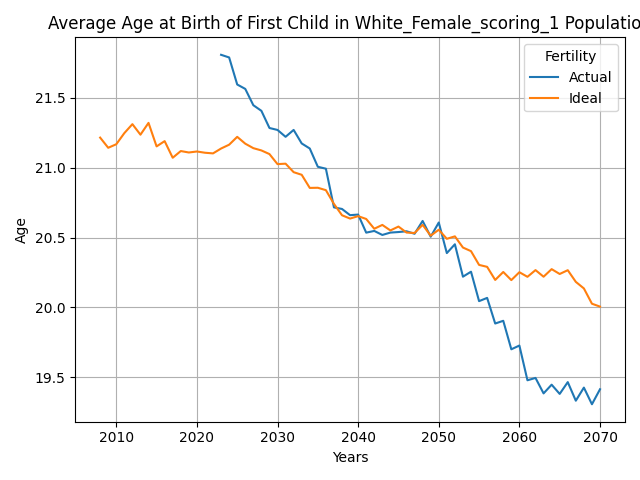 Average Age at Birth of First Child in White_Female_scoring_1 Populatio
Fertility
Actual
Ideal
21.5
21.0
20.5
20.0
19.5
Age
2010 2020 2030 2040 2050 2060 2070
Years